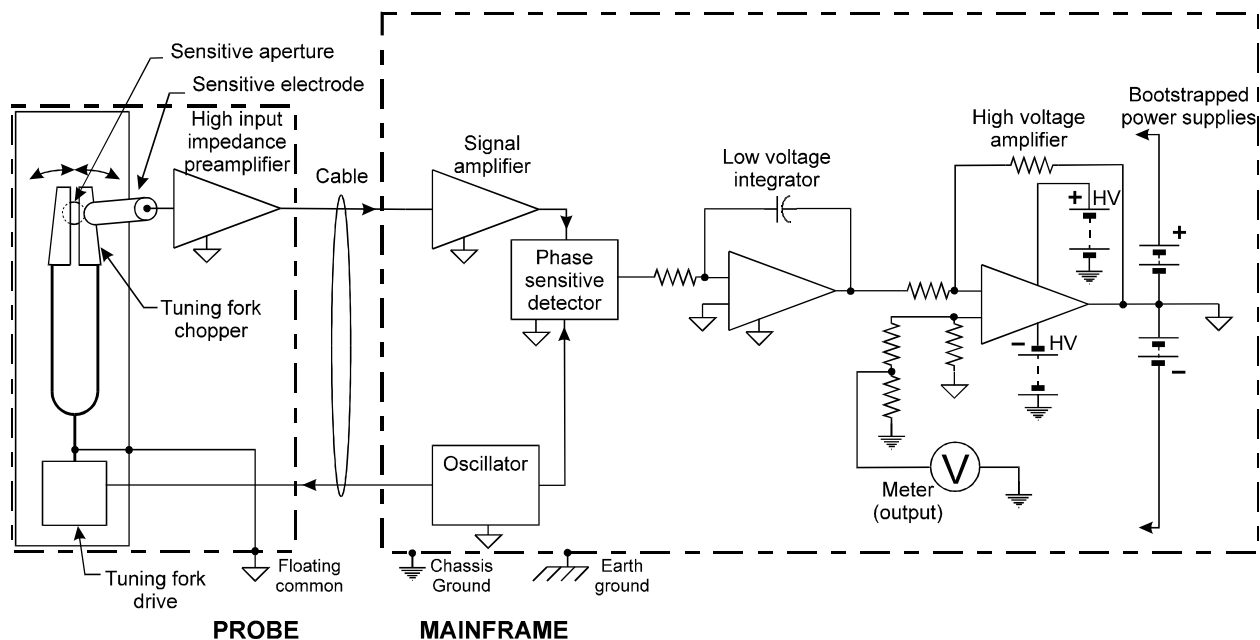 Sensitive aperture
Sensitive electrode
High input
impedance
preamplifier
Cable
Signal
amplifier
Low voltage
integrator
High voltage
amplifier
Bootstrapped
power supplies
+
HV
+
Phase
sensitive
detector
Tuning fork
chopper
−
HV
−
Oscillator
V
Meter
(output)
Tuning fork
drive
Floating
common
Chassis
Ground
Earth
ground
PROBE
MAINFRAME